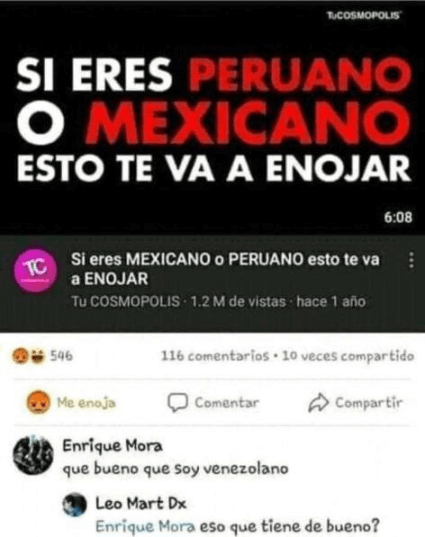 TuCOSMOPOLIS
SI ERES PERUANO
O MEXICANO
ESTO TE VA A ENOJAR
6:08
TC
Si eres MEXICANO o PERUANO esto te va
a ENOJAR
Tu COSMOPOLIS · 1.2 M de vistas · hace 1 año
546 116 comentarios • 10 veces compartido
Me enoja Comentar Compartir
Enrique Mora
que bueno que soy venezolano
Leo Mart Dx
Enrique Mora eso que tiene de bueno?